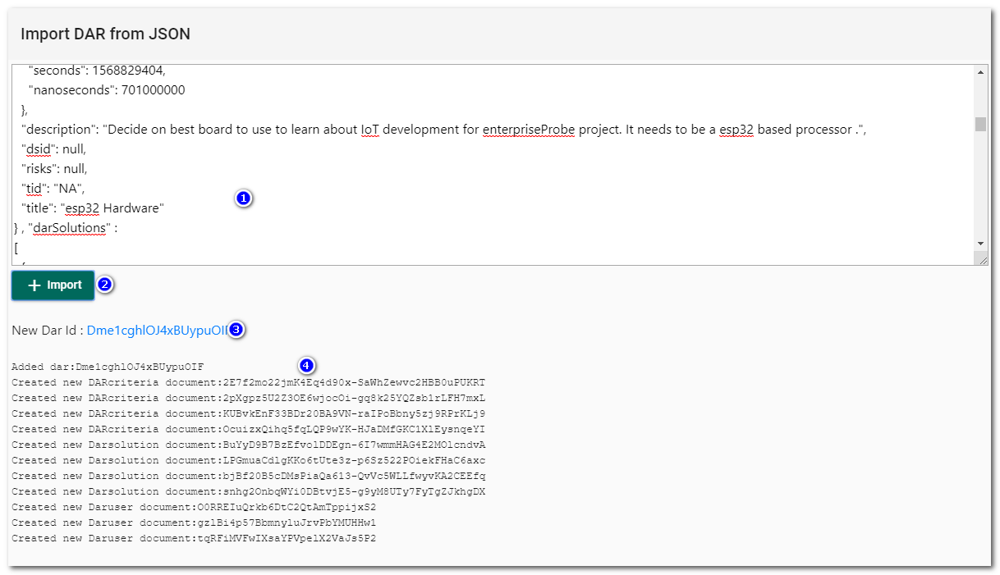 Import DAR from JSON
"seconds": 1568829404,
"nanoseconds": 701000000
},
"description": "Decide on best board to use to learn about IoT development for enterpriseProbe project. It needs to be a esp32 based processor .",
"dsid": null,
"risks": null,
"tid": "NA",
"title": "esp32 Hardware"
1
} , "darSolutions" :
[
+ Import 2
New Dar Id : Dme1cghlOJ4xBUypuOIF 3
Added dar:Dme1cghlOJ4xBUypuOIF 4
Created new DARcriteria document:2E7f2mo22jmK4Eq4d90x-SaWhZewvc2HBB0uPUKRT
Created new DARcriteria document:2pXgpz5U2Z3OE6wjocOi-gq8k25YQZsb1rLFH7mxL
Created new DARcriteria document:KUBvkEnF33BDr20BA9VN-raIPoBbny5zj9RPrKLj9
Created new DARcriteria document:OcuizxQihq5fqLQP9wYK-HJaDMfGKC1XlEysnqeYI
Created new Darsolution document:BuYyD9B7BzEfvolDDEgn-6I7wmmHAG4E2MOlcndvA
Created new Darsolution document:LPGmuaCdlgKKo6tUte3z-p6Sz522POiekFHaC6axc
Created new Darsolution document:bjBf20B5cDMsPiaQa613-QvVc5WLLfwyvKA2CEEfq
Created new Darsolution document:snhg2OnbqWYi0DBtvjE5-g9yM8UTy7FyTgZJkhgDX
Created new Daruser document:O0RREIuQrkb6DtC2QtAmTppijxS2
Created new Daruser document:gzlBi4p57BbmnyluJrvPbYMUHHw1
Created new Daruser document:tqRFiMVFwIXsaYPVpelX2VaJs5P2